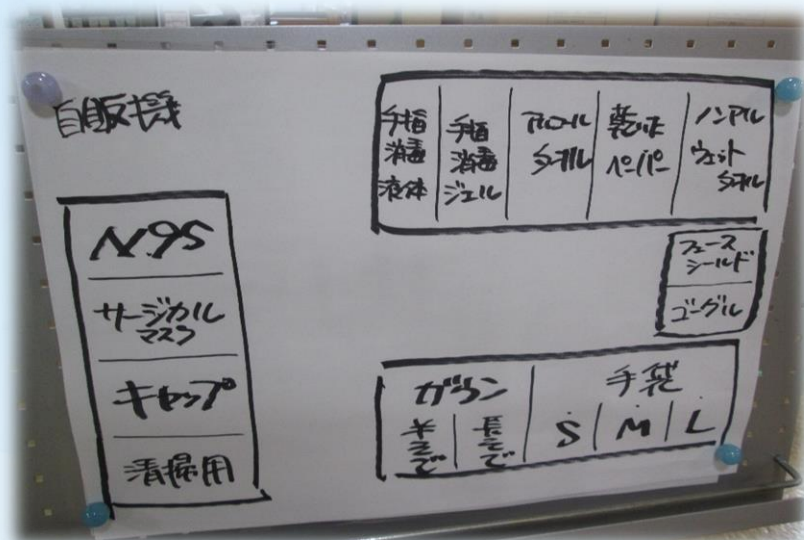 自販機
手指
消毒
液体
手指
消毒
ジェル
アルコール
タオル
乾いた
ペーパー
ノンアル
ウェット
タオル
N95
サージカル
マスク
キャップ
清掃用
フェース
シールド
ゴーグル
ガウン
半そで
長そで
手袋
S
M
L